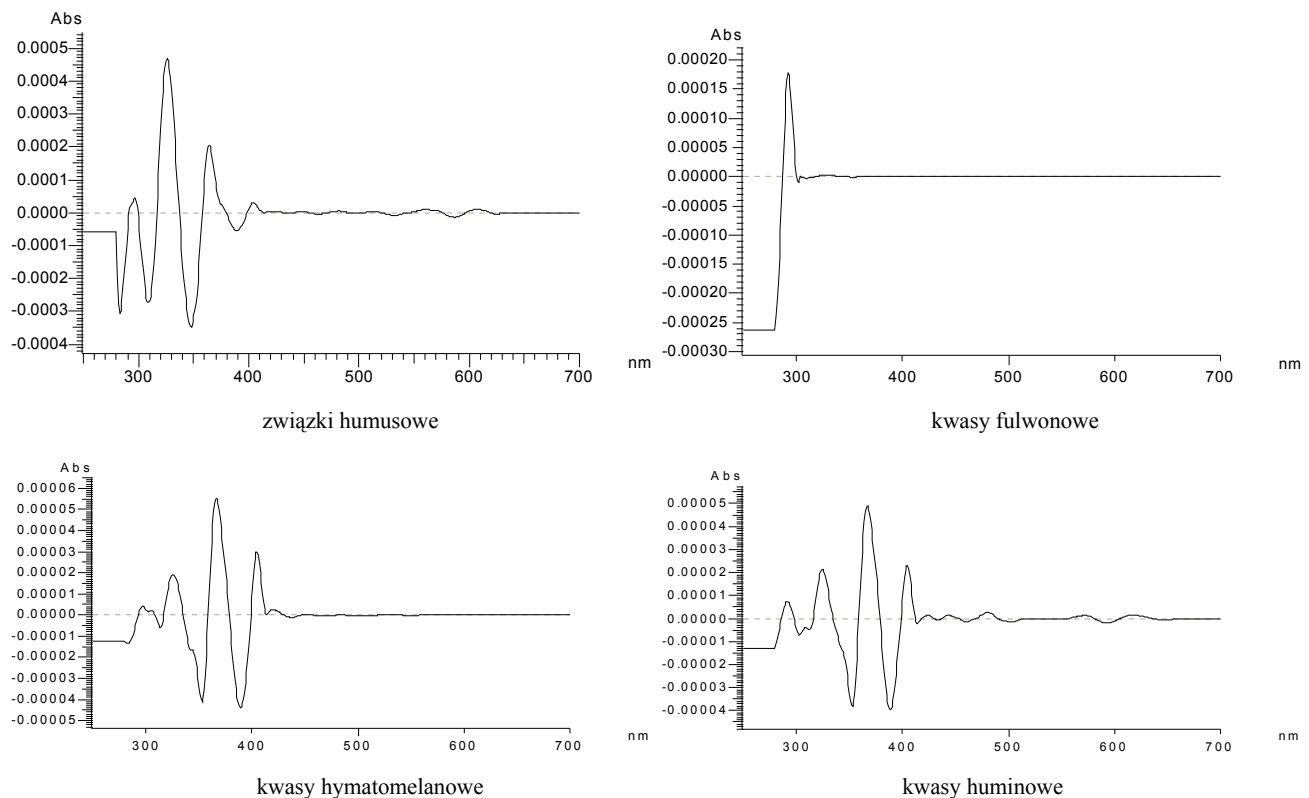 Abs
0.0005
0.0004
0.0003
0.0002
0.0001
0.0000
-0.0001
-0.0002
-0.0003
-0.0004
300 400 500 600 700
nm
związki humusowe
Abs
0.00020
0.00015
0.00010
0.00005
0.00000
-0.00005
-0.00010
-0.00015
-0.00020
-0.00025
-0.00030
300 400 500 600 700
nm
kwasy fulwonowe
Abs
0.00006
0.00005
0.00004
0.00003
0.00002
0.00001
0.00000
-0.00001
-0.00002
-0.00003
-0.00004
-0.00005
300 400 500 600 700
nm
kwasy hymatomelanowe
Abs
0.00005
0.00004
0.00003
0.00002
0.00001
0.00000
-0.00001
-0.00002
-0.00003
-0.00004
300 400 500 600 700
nm
kwasy huminowe